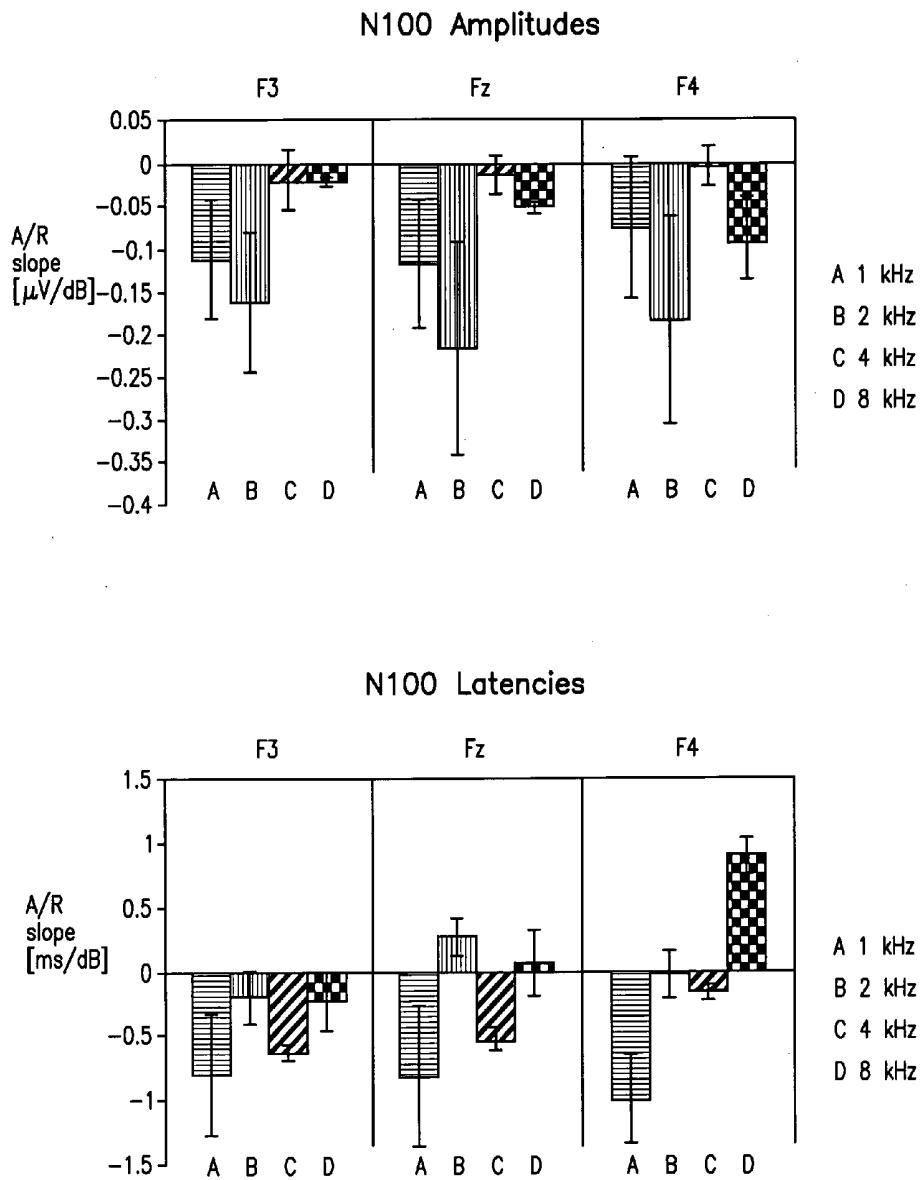 N100 Amplitudes
F3 Fz F4
0.05
0
-0.05
-0.1
-0.15
-0.2
-0.25
-0.3
-0.35
-0.4
A/R
slope
[μV/dB]
A B C D A B C D A B C D
A 1 kHz
B 2 kHz
C 4 kHz
D 8 kHz
N100 Latencies
F3 Fz F4
1.5
1
0.5
0
-0.5
-1
-1.5
A/R
slope
[ms/dB]
A B C D A B C D A B C D
A 1 kHz
B 2 kHz
C 4 kHz
D 8 kHz